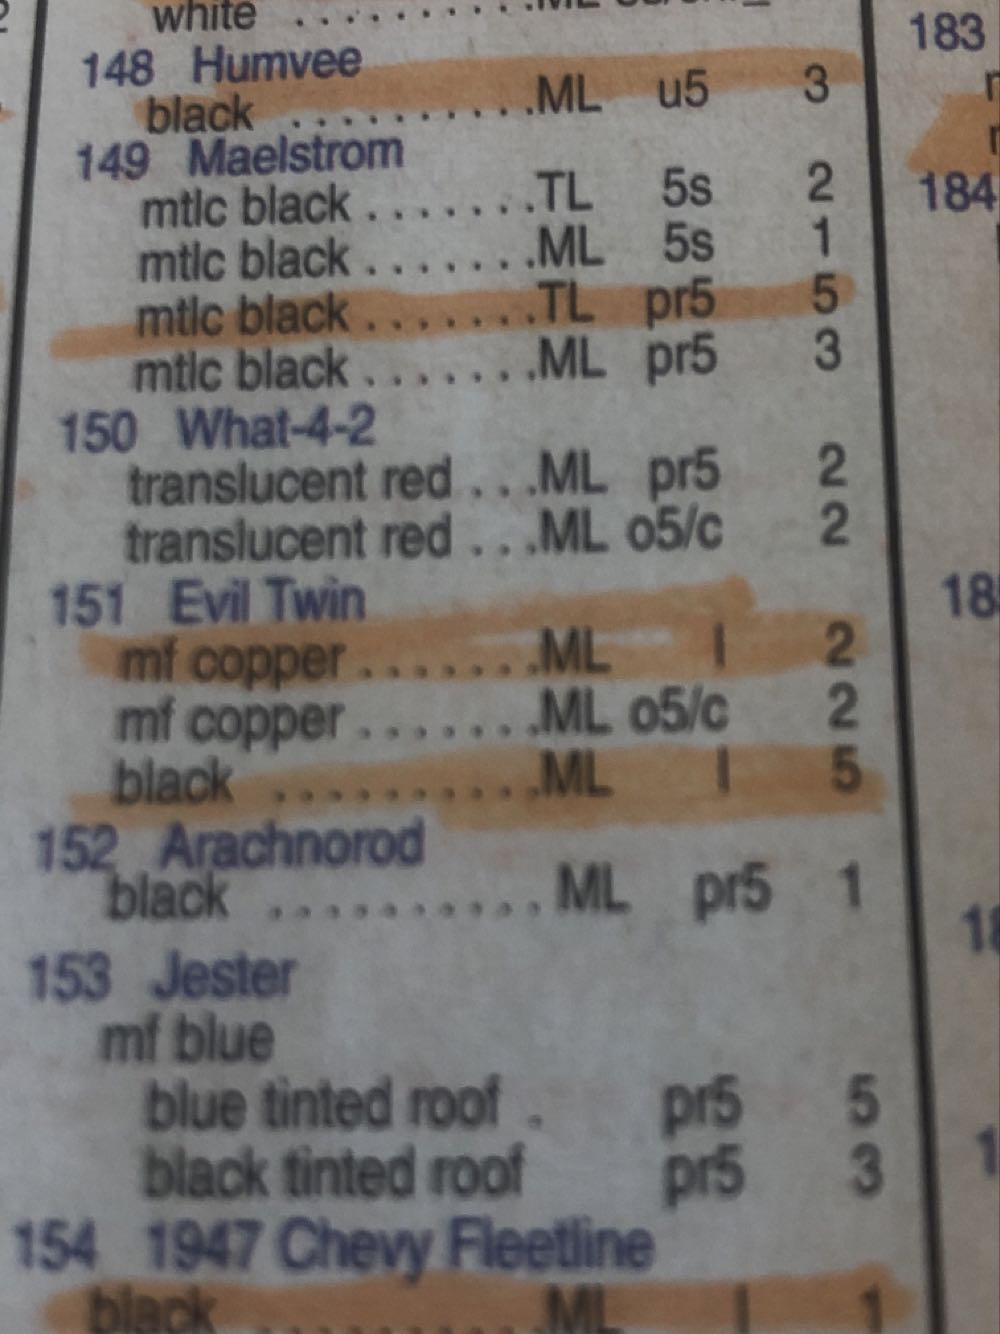 white ..........ML
148 Humvee
black ..........ML u5 3
149 Maelstrom
mtlc black ........TL 5s 2
mtlc black ........ML 5s 1
mtlc black ........TL pr5 5
mtlc black ........ML pr5 3
150 What-4-2
translucent red ...ML pr5 2
translucent red ...ML o5/c 2
151 Evil Twin
mf copper ........ML l 2
mf copper ........ML o5/c 2
black ...........ML l 5
152 Arachnorod
black .......... ML pr5 1
153 Jester
mf blue
blue tinted roof . pr5 5
black tinted roof pr5 3
154 1947 Chevy Fleetline
black ...........ML l 1
183
184